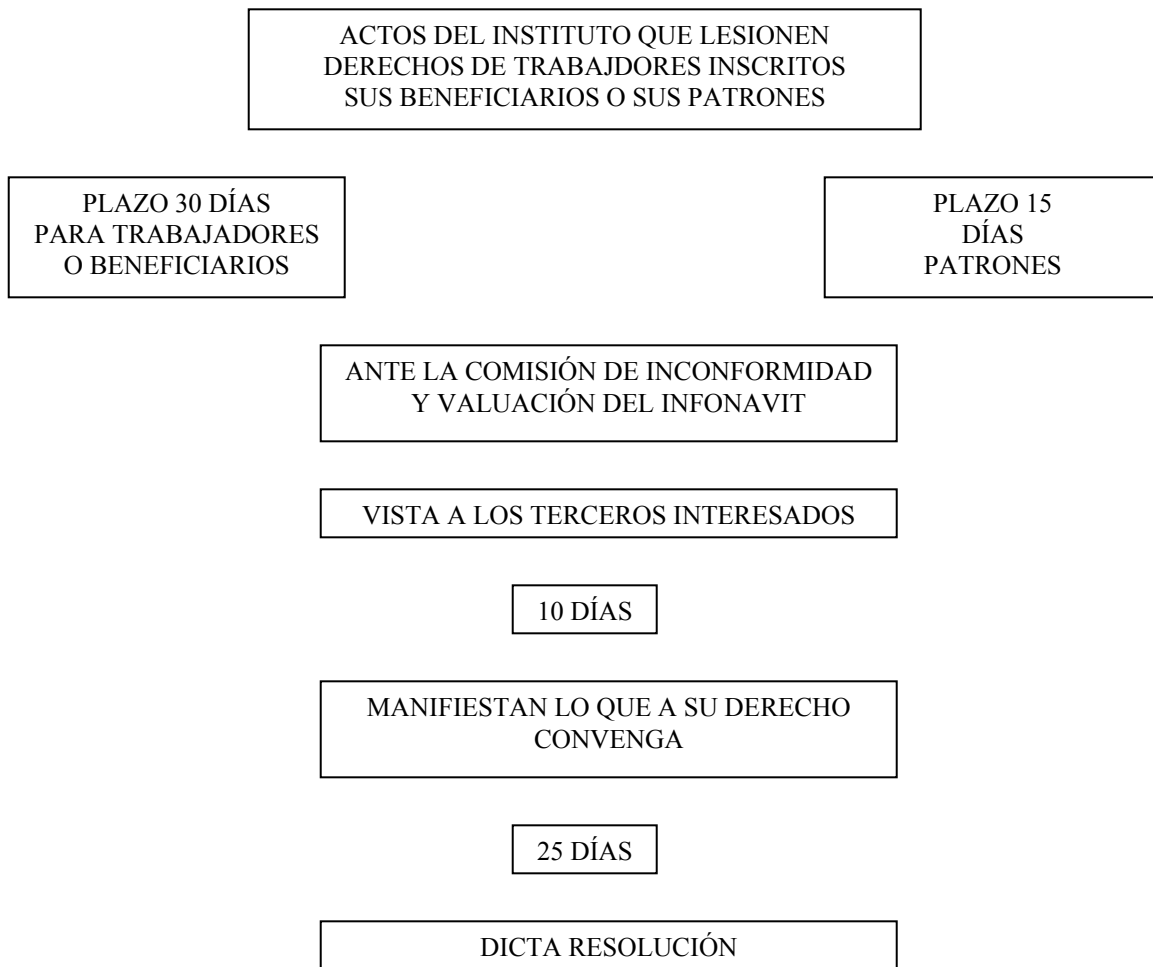 ACTOS DEL INSTITUTO QUE LESIONEN
DERECHOS DE TRABAJDORES INSCRITOS
SUS BENEFICIARIOS O SUS PATRONES
PLAZO 30 DÍAS
PARA TRABAJADORES
O BENEFICIARIOS
PLAZO 15
DÍAS
PATRONES
ANTE LA COMISIÓN DE INCONFORMIDAD
Y VALUACIÓN DEL INFONAVIT
VISTA A LOS TERCEROS INTERESADOS
10 DÍAS
MANIFIESTAN LO QUE A SU DERECHO
CONVENGA
25 DÍAS
DICTA RESOLUCIÓN